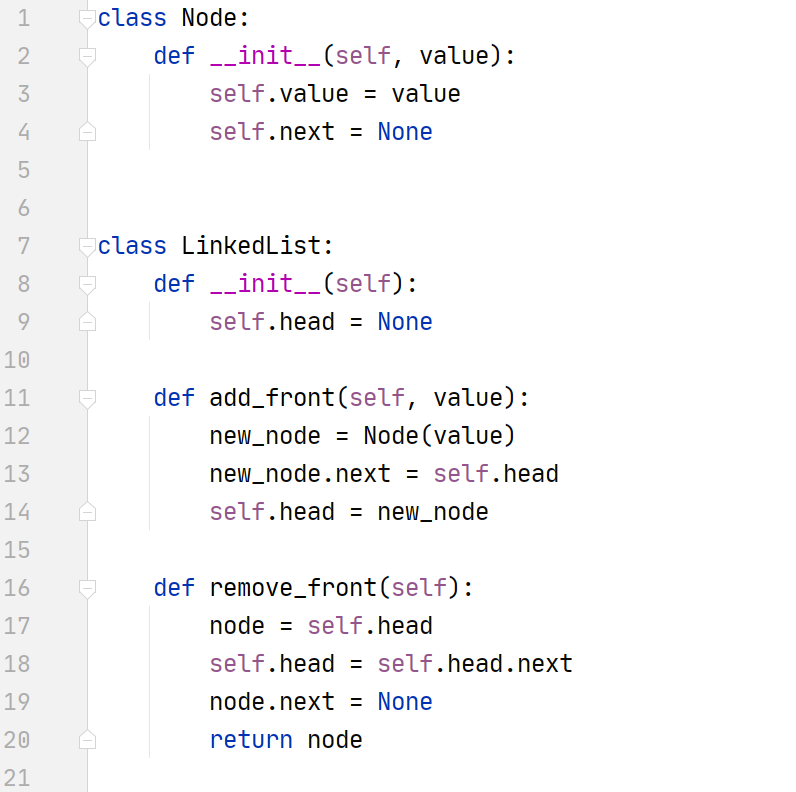 1 class Node:
2     def __init__(self, value):
3         self.value = value
4         self.next = None
5
6
7 class LinkedList:
8     def __init__(self):
9         self.head = None
10
11     def add_front(self, value):
12         new_node = Node(value)
13         new_node.next = self.head
14         self.head = new_node
15
16     def remove_front(self):
17         node = self.head
18         self.head = self.head.next
19         node.next = None
20         return node
21